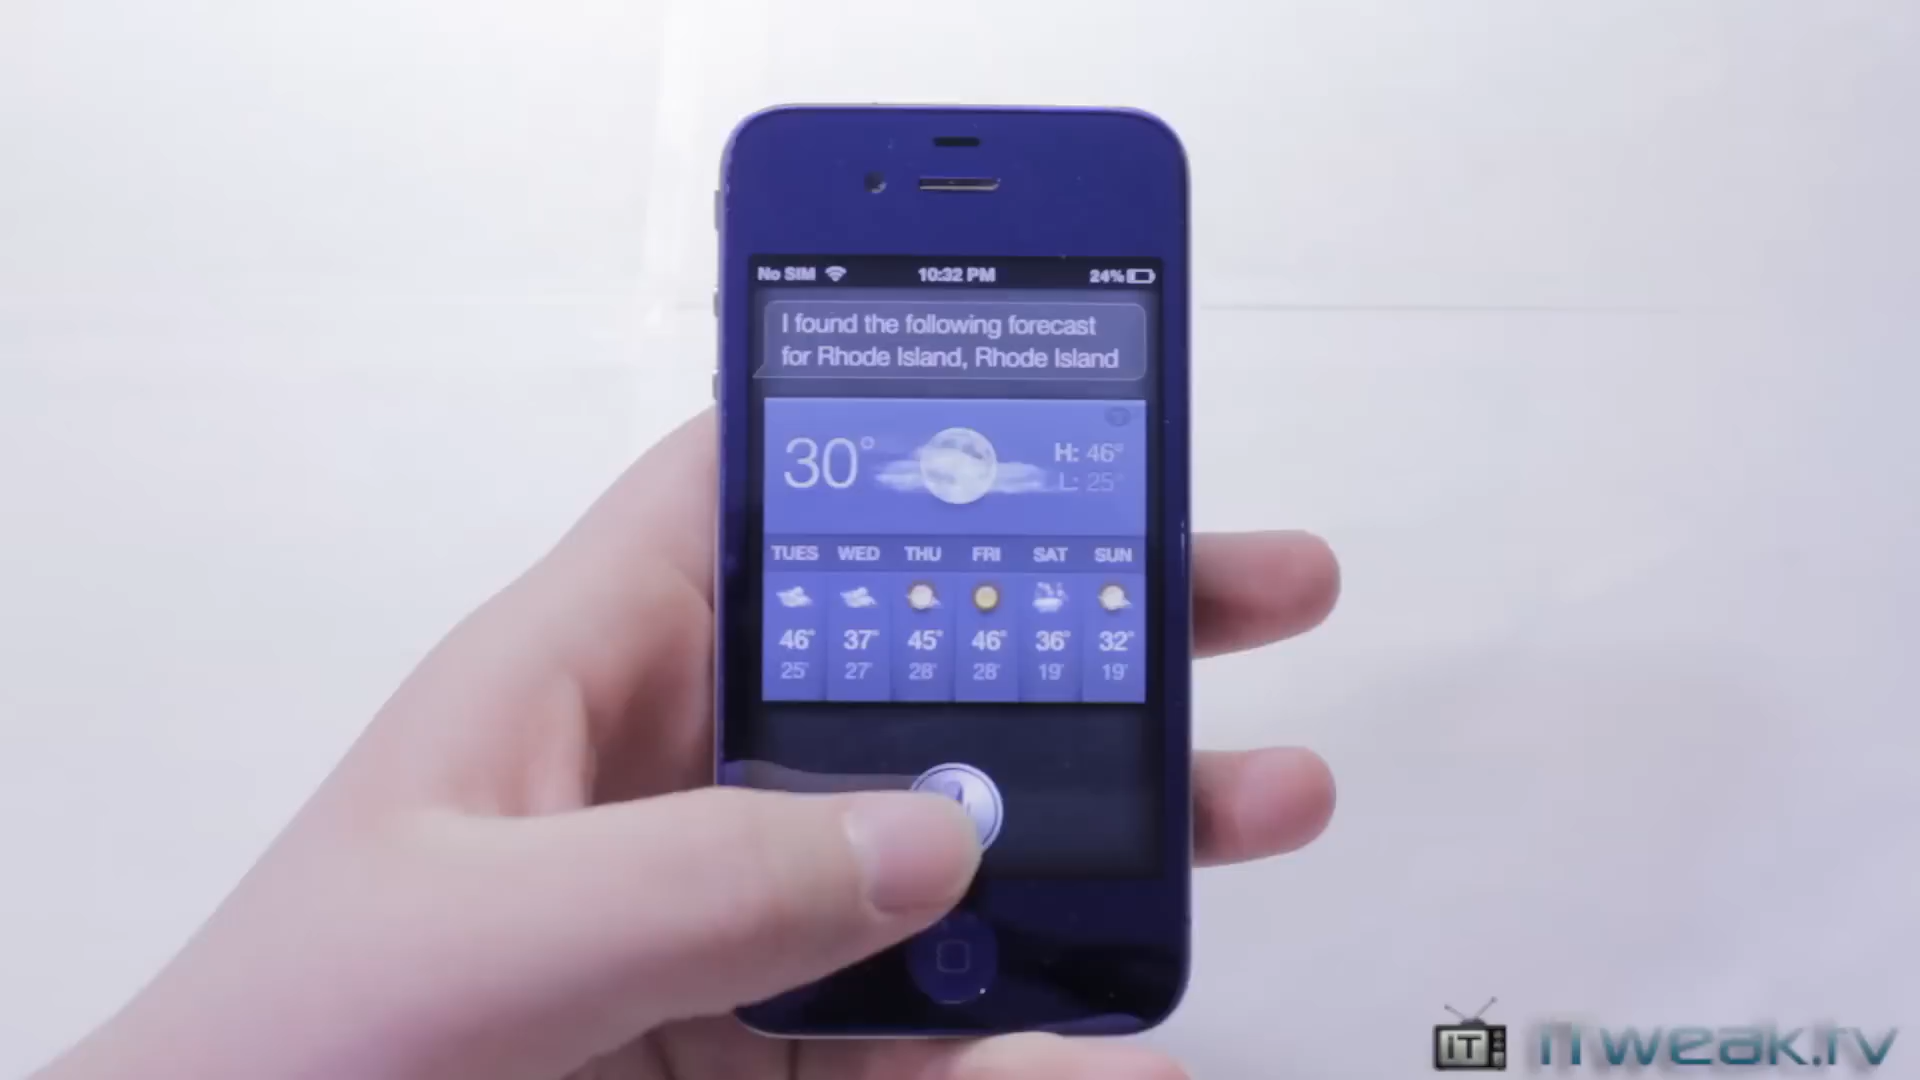 No SIM 10:32 PM 24%
I found the following forecast
for Rhode Island, Rhode Island
30° H: 46°
L: 25°
TUES WED THU FRI SAT SUN
46° 37° 45° 46° 36° 32°
25° 27° 28° 28° 19° 19°
iT iTweak.tv